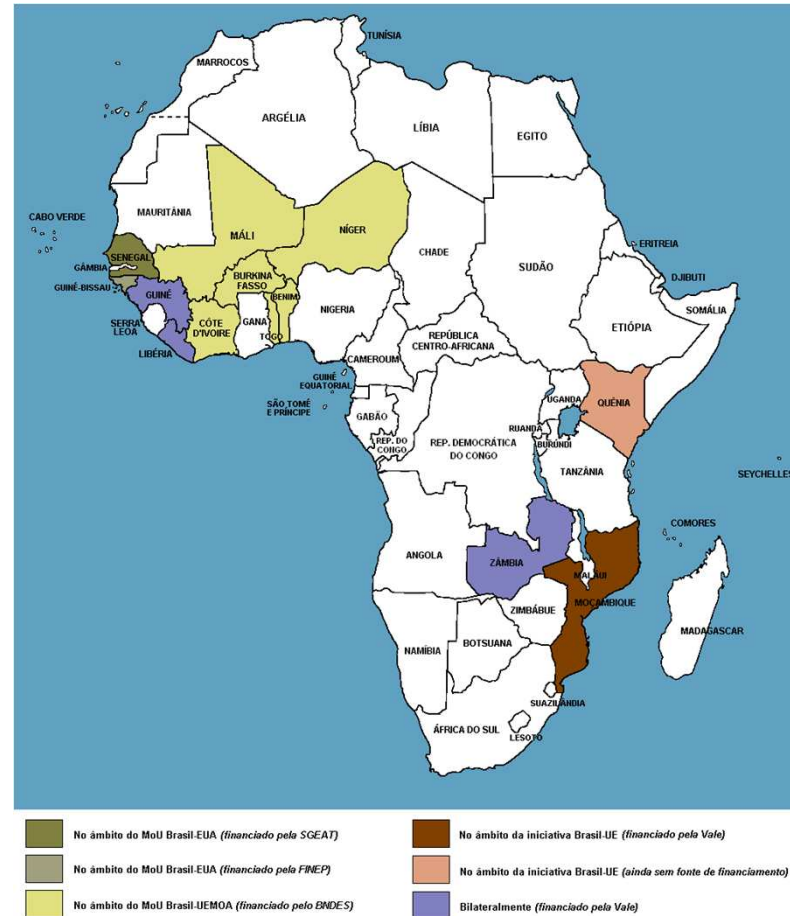 TUNÍSIA
MARROCOS
ARGÉLIA
LÍBIA
EGITO
MAURITÂNIA
CABO VERDE
MÁLI
NÍGER
CHADE
SUDÃO
ERITREIA
SENEGAL
GÂMBIA
GUINÉ-BISSAU
BURKINA
FASSO
BENIM
DJIBUTI
GUINÉ
SERRA
LEOA
LIBÉRIA
CÔTE
D'IVOIRE
GANA
TOGO
NIGERIA
SOMÁLIA
ETIÓPIA
REPÚBLICA
CENTRO-AFRICANA
CAMEROUM
GUINÉ
EQUATORIAL
SÃO TOMÉ
E PRÍNCIPE
GABÃO
REP. DO
CONGO
REP. DEMOCRÁTICA
DO CONGO
UGANDA
QUÊNIA
RUANDA
BURÚNDI
TANZÂNIA
SEYCHELLES
COMORES
ANGOLA
ZÂMBIA
MALAUI
MOÇAMBIQUE
ZIMBÁBUE
MADAGASCAR
NAMÍBIA
BOTSUANA
SUAZILÂNDIA
ÁFRICA DO SUL
LESOTO
No âmbito do MoU Brasil-EUA (financiado pela SGEAT)
No âmbito do MoU Brasil-EUA (financiado pela FINEP)
No âmbito do MoU Brasil-UEMOA (financiado pelo BNDES)
No âmbito da iniciativa Brasil-UE (financiado pela Vale)
No âmbito da iniciativa Brasil-UE (ainda sem fonte de financiamento)
Bilateralmente (financiado pela Vale)